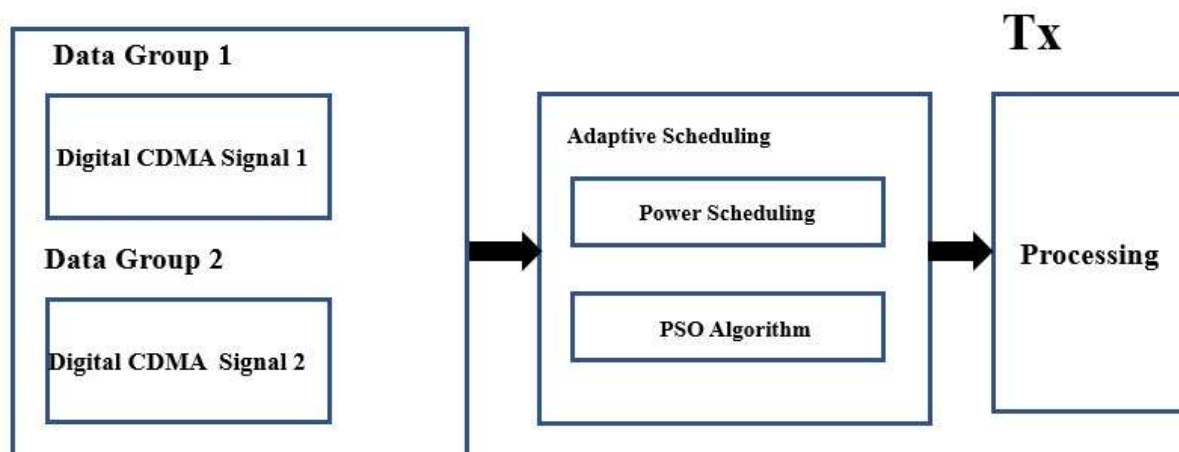 Tx
Data Group 1
Digital CDMA Signal 1
Data Group 2
Digital CDMA Signal 2
Adaptive Scheduling
Power Scheduling
PSO Algorithm
Processing